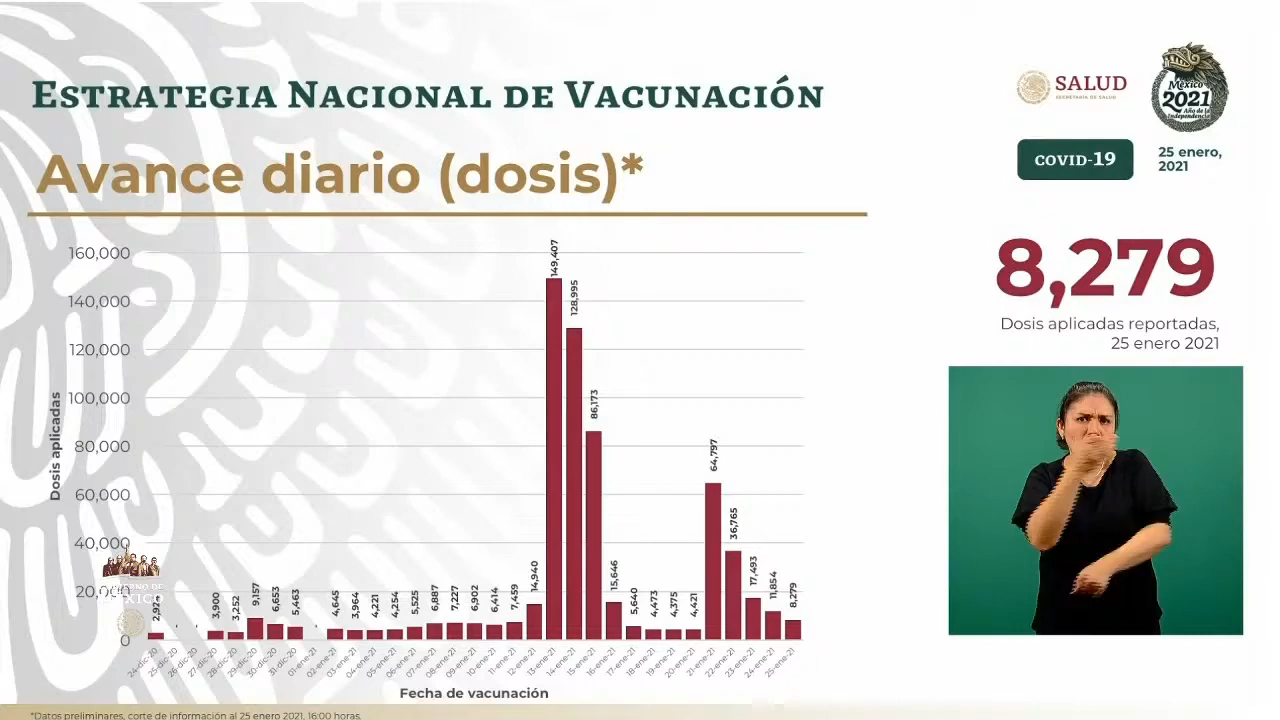 ESTRATEGIA NACIONAL DE VACUNACIÓN
SALUD
SECRETARÍA DE SALUD
México
2021
Año de la
Independencia
Avance diario (dosis)*
COVID-19
25 enero,
2021
8,279
Dosis aplicadas reportadas,
25 enero 2021
Dosis aplicadas
160,000
140,000
120,000
100,000
80,000
60,000
40,000
0
GOBIERNO DE
MÉXICO
3,900
3,252
9,157
6,653
5,463
4,645
3,964
4,221
4,254
5,525
6,887
7,227
6,902
6,414
7,459
14,940
149,407
128,995
86,173
15,646
5,640
4,473
4,375
4,421
64,797
36,765
17,493
11,854
8,279
24-dic-20
25-dic-20
26-dic-20
27-dic-20
28-dic-20
29-dic-20
30-dic-20
31-dic-20
01-ene-21
02-ene-21
03-ene-21
04-ene-21
05-ene-21
06-ene-21
07-ene-21
08-ene-21
09-ene-21
10-ene-21
11-ene-21
12-ene-21
13-ene-21
14-ene-21
15-ene-21
16-ene-21
17-ene-21
18-ene-21
19-ene-21
20-ene-21
21-ene-21
22-ene-21
23-ene-21
24-ene-21
25-ene-21
Fecha de vacunación
*Datos preliminares, corte de información al 25 enero 2021, 16:00 horas.